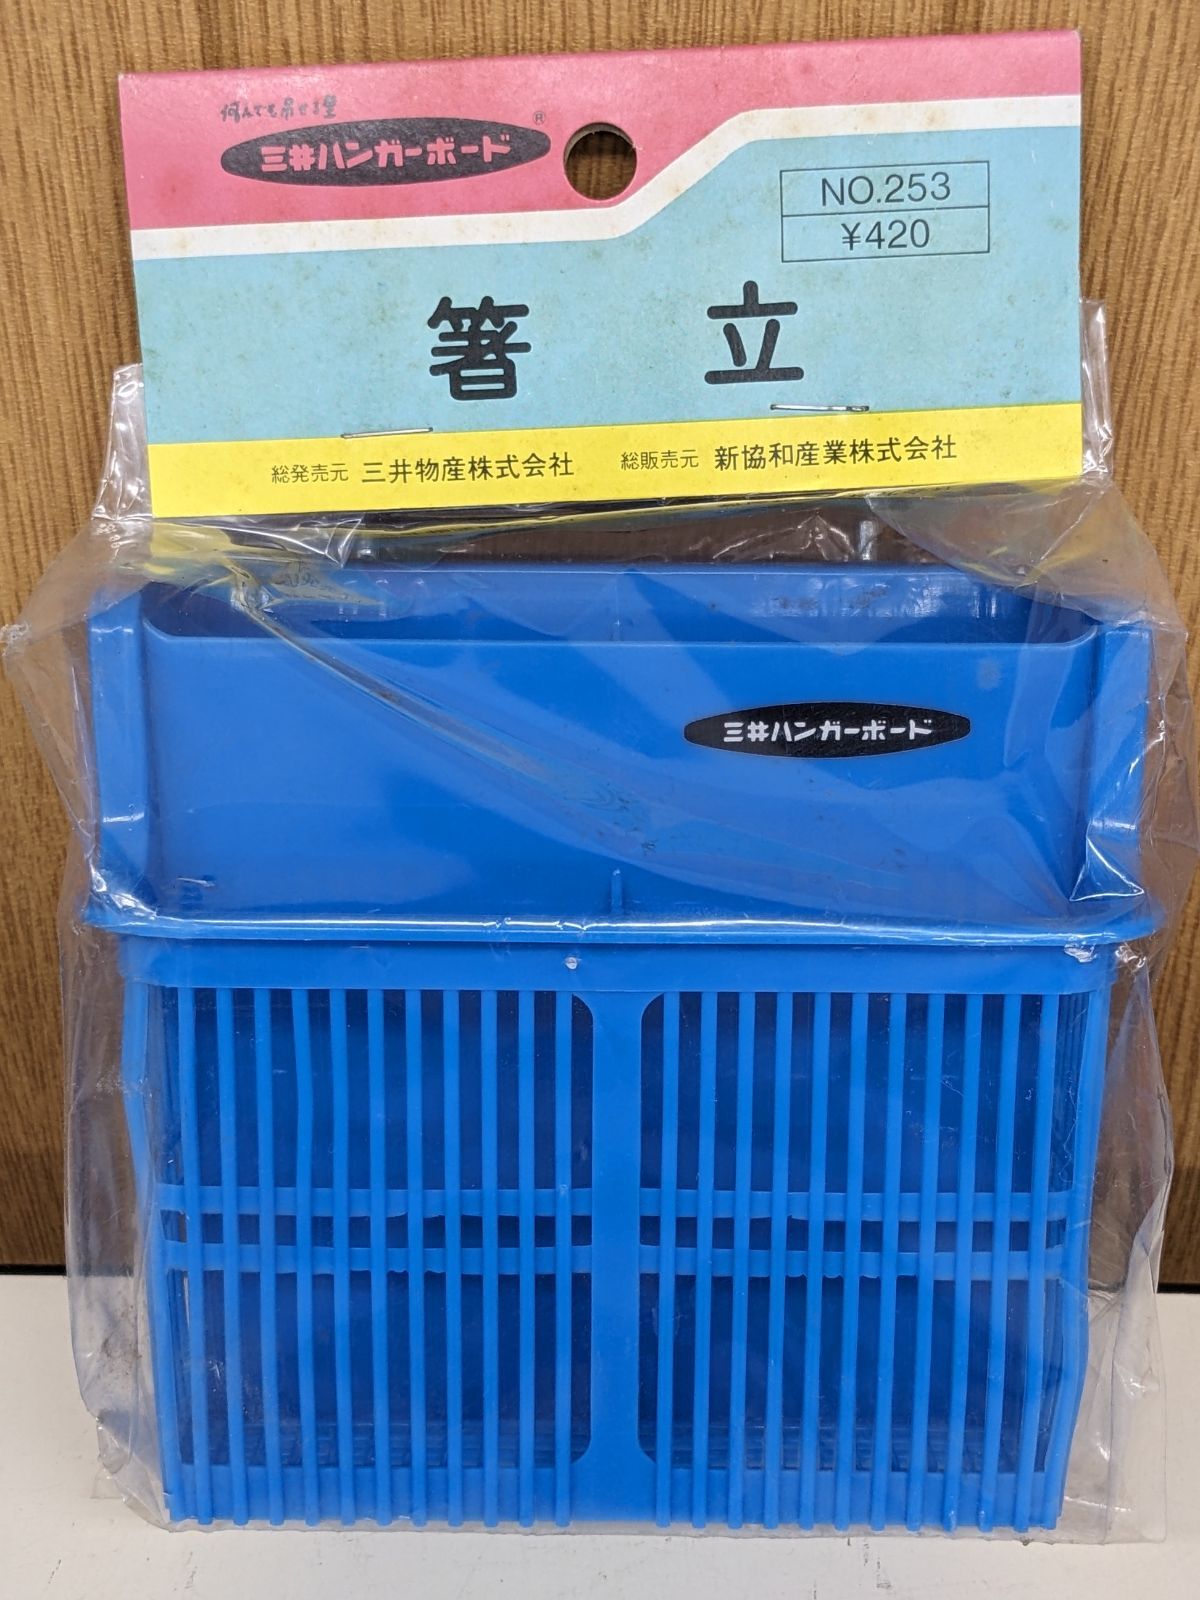 何んでも吊せる壁
三井ハンガーボード®
NO.253
¥420
箸立
総発売元 三井物産株式会社 総販売元 新協和産業株式会社
三井ハンガーボード